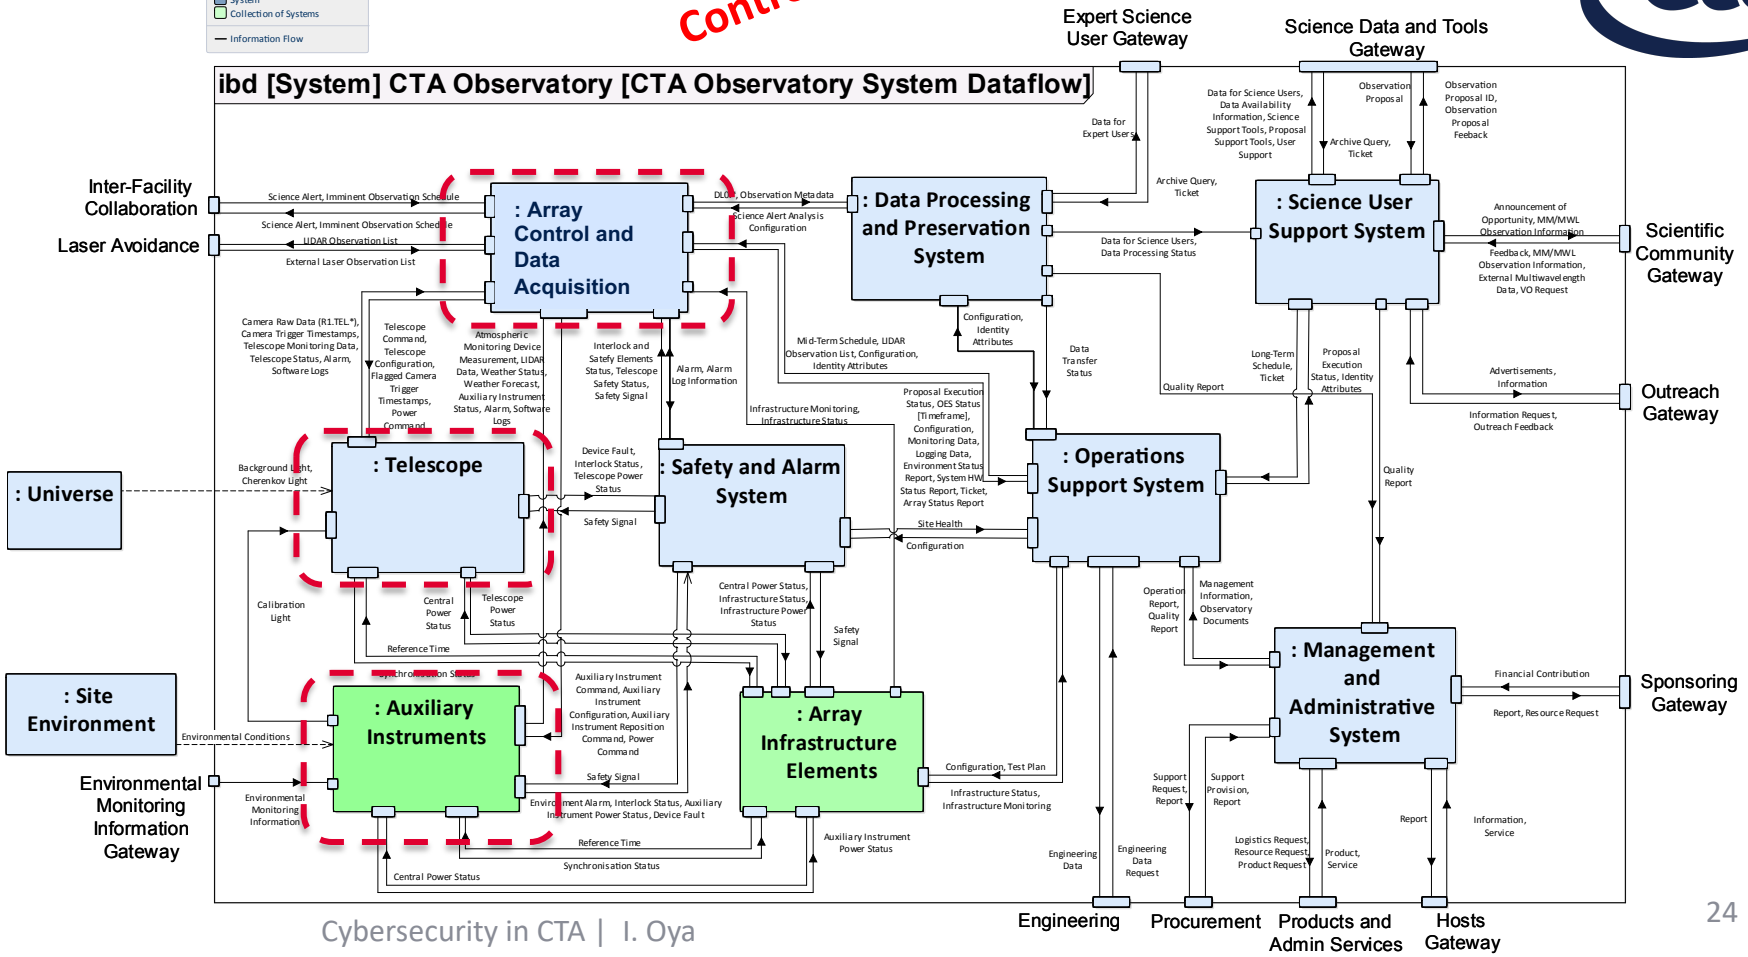 System
Collection of Systems
Information Flow
Expert Science
User Gateway
Science Data and Tools
Gateway
ibd [System] CTA Observatory [CTA Observatory System Dataflow]
Data for
Expert Users
Data for Science Users,
Data Availability
Information, Science
Support Tools, Proposal
Support Tools, User
Support
Observation
Proposal
Observation
Proposal ID,
Observation
Proposal
Feeback
Archive Query,
Ticket
Archive Query,
Ticket
Inter-Facility
Collaboration
Science Alert, Imminent Observation Schedule
Science Alert, Imminent Observation Schedule
Laser Avoidance
LIDAR Observation List
External Laser Observation List
: Array
Control and
Data
Acquisition
Observation Metadata
Science Alert Analysis
Configuration
: Data Processing
and Preservation
System
Data for Science Users,
Data Processing Status
: Science User
Support System
Announcement of
Opportunity, MM/MWL
Observation Information
Feedback, MM/MWL
Observation Information,
External Multiwavelength
Data, VO Request
Scientific
Community
Gateway
Camera Raw Data (R1.TEL.*),
Camera Trigger Timestamps,
Telescope Monitoring Data,
Telescope Status, Alarm,
Software Logs
Telescope
Command,
Telescope
Configuration,
Flagged Camera
Trigger
Timestamps,
Power
Command
Atmospheric
Monitoring Device
Measurement, LIDAR
Data, Weather Status,
Weather Forecast,
Auxiliary Instrument
Status, Alarm, Software
Logs
Interlock and
Satefy Elements
Status, Telescope
Safety Status,
Safety Signal
Alarm, Alarm
Log Information
Mid-Term Schedule, LIDAR
Observation List, Configuration,
Identity Attributes
Configuration,
Identity
Attributes
Data
Transfer
Status
Quality Report
Long-Term
Schedule,
Ticket
Proposal
Execution
Status, Identity
Attributes
Advertisements,
Information
Information Request,
Outreach Feedback
Outreach
Gateway
Infrastructure Monitoring,
Infrastructure Status
Proposal Execution
Status, OES Status
[Timeframe],
Configuration,
Monitoring Data,
Logging Data,
Environment Status
Report, System HW
Status Report, Ticket,
Array Status Report
: Universe
Background Light,
Cherenkov Light
: Telescope
Device Fault,
Interlock Status,
Telescope Power
Status
Safety Signal
: Safety and Alarm
System
Site Health
Configuration
: Operations
Support System
Quality
Report
Calibration
Light
Central
Power
Status
Telescope
Power
Status
Reference Time
Synchronisation Status
Central Power Status,
Infrastructure Status,
Infrastructure Power
Status
Safety
Signal
Operation
Report,
Quality
Report
Management
Information,
Observatory
Documents
: Site
Environment
Environmental Conditions
: Auxiliary
Instruments
Auxiliary Instrument
Command, Auxiliary
Instrument
Configuration, Auxiliary
Instrument Reposition
Command, Power
Command
Safety Signal
Environment Alarm, Interlock Status, Auxiliary
Instrument Power Status, Device Fault
: Array
Infrastructure
Elements
Configuration, Test Plan
Infrastructure Status,
Infrastructure Monitoring
: Management
and
Administrative
System
Financial Contribution
Report, Resource Request
Sponsoring
Gateway
Environmental
Monitoring
Information
Gateway
Environmental
Monitoring
Information
Reference Time
Synchronisation Status
Central Power Status
Auxiliary Instrument
Power Status
Engineering
Data
Engineering
Data
Request
Support
Request,
Report
Support
Provision,
Report
Logistics Request,
Resource Request,
Product Request
Product,
Service
Report
Information,
Service
Engineering
Procurement
Products and
Admin Services
Hosts
Gateway
Cybersecurity in CTA | I. Oya
24